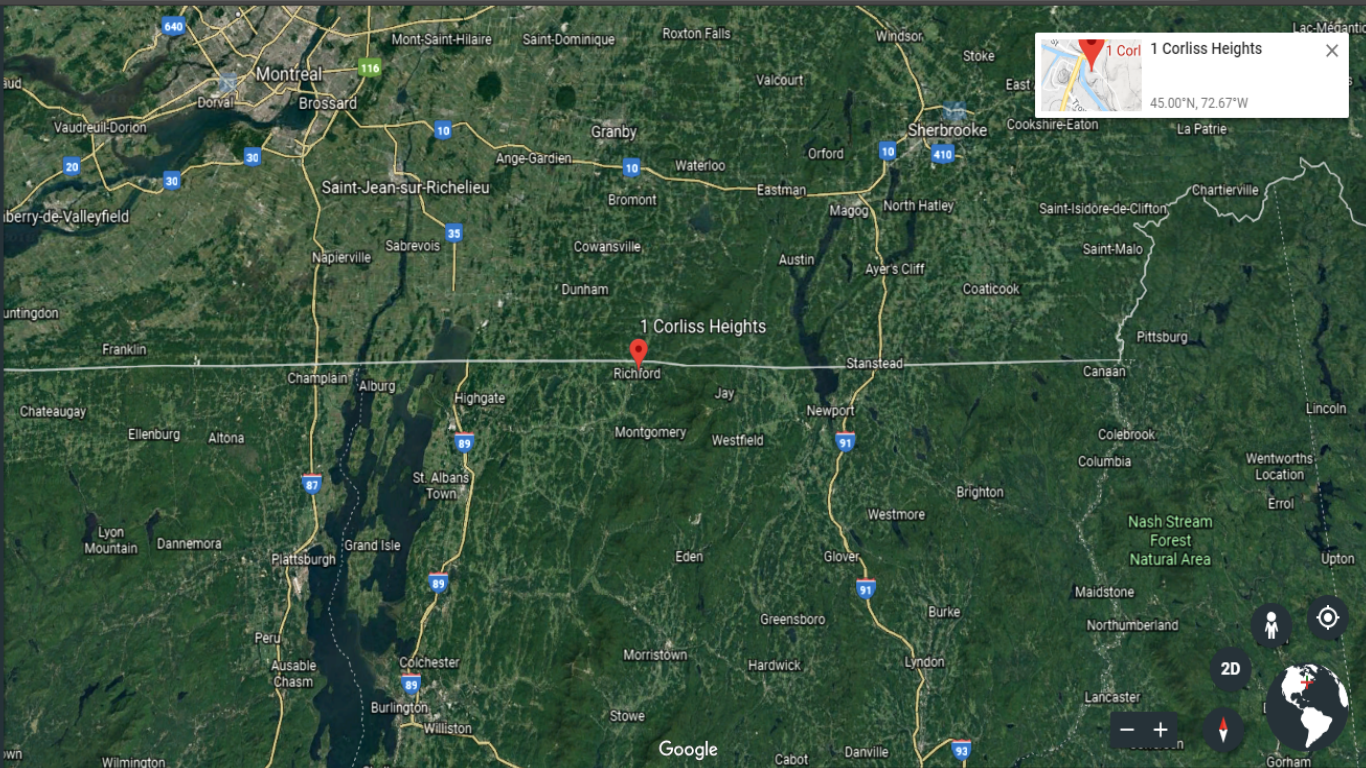 640
Mont-Saint-Hilaire
Saint-Dominique
Roxton Falls
Windsor
Lac-Mégantic
Stoke
1 Corl
1 Corliss Heights
45.00°N, 72.67°W
Montreal
116
Valcourt
Dorval
Brossard
East
Vaudreuil-Dorion
10
Granby
Sherbrooke
Cookshire-Eaton
La Patrie
20
30
30
Ange-Gardien
10
Waterloo
Orford
10
410
Saint-Jean-sur-Richelieu
Eastman
Bromont
Magog
North Hatley
Chartierville
Saint-Isidore-de-Clifton
nberry-de-Valleyfield
35
Sabrevois
Napierville
Cowansville
Austin
Ayer's Cliff
Saint-Malo
Dunham
Coaticook
untingdon
1 Corliss Heights
Pittsburg
Franklin
Champlain
Alburg
Richford
Stanstead
Canaan
Highgate
Jay
Newport
Chateaugay
Lincoln
Ellenburg
Altona
89
Montgomery
Westfield
91
Colebrook
Columbia
Wentworths
Location
87
St. Albans
Town
Brighton
Errol
Westmore
Nash Stream
Forest
Natural Area
Lyon
Mountain
Dannemora
Grand Isle
Plattsburgh
Eden
Glover
Upton
89
91
Maidstone
Burke
Greensboro
Northumberland
Peru
Ausable
Chasm
Colchester
Morristown
Hardwick
Lyndon
2D
89
Burlington
Lancaster
Williston
Stowe
Google
Cabot
Danville
93
Wilmington
Gorham